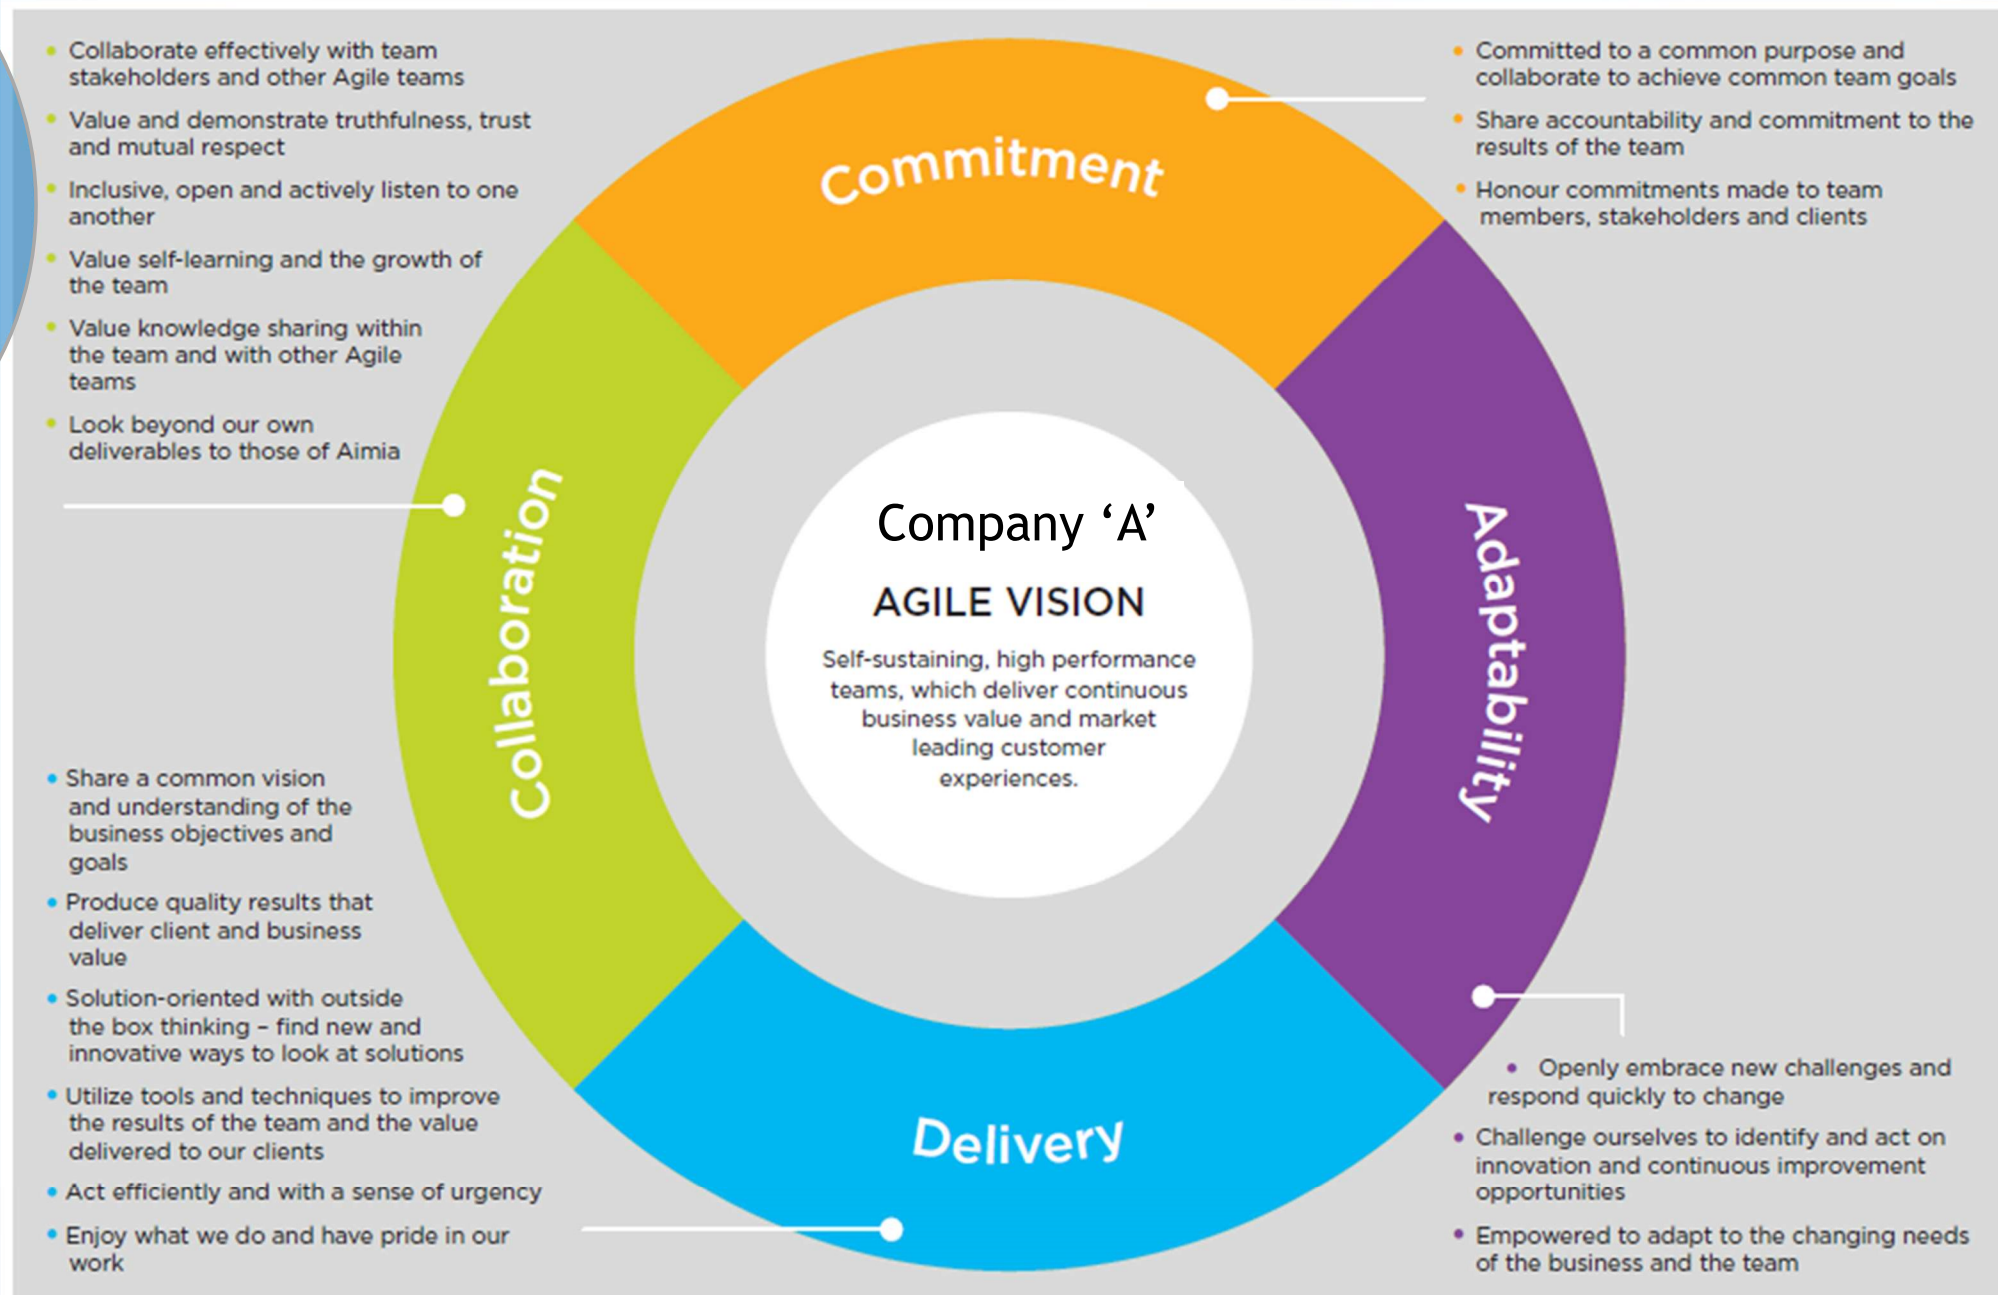 • Collaborate effectively with team
stakeholders and other Agile teams
• Value and demonstrate truthfulness, trust
and mutual respect
• Inclusive, open and actively listen to one
another
• Value self-learning and the growth of
the team
• Value knowledge sharing within
the team and with other Agile
teams
• Look beyond our own
deliverables to those of Aimia
Commitment
• Committed to a common purpose and
collaborate to achieve common team goals
• Share accountability and commitment to the
results of the team
• Honour commitments made to team
members, stakeholders and clients
Collaboration
Company ‘A’
AGILE VISION
Self-sustaining, high performance
teams, which deliver continuous
business value and market
leading customer
experiences.
Adaptability
• Share a common vision
and understanding of the
business objectives and
goals
• Produce quality results that
deliver client and business
value
• Solution-oriented with outside
the box thinking – find new and
innovative ways to look at solutions
• Utilize tools and techniques to improve
the results of the team and the value
delivered to our clients
• Act efficiently and with a sense of urgency
• Enjoy what we do and have pride in our
work
Delivery
• Openly embrace new challenges and
respond quickly to change
• Challenge ourselves to identify and act on
innovation and continuous improvement
opportunities
• Empowered to adapt to the changing needs
of the business and the team